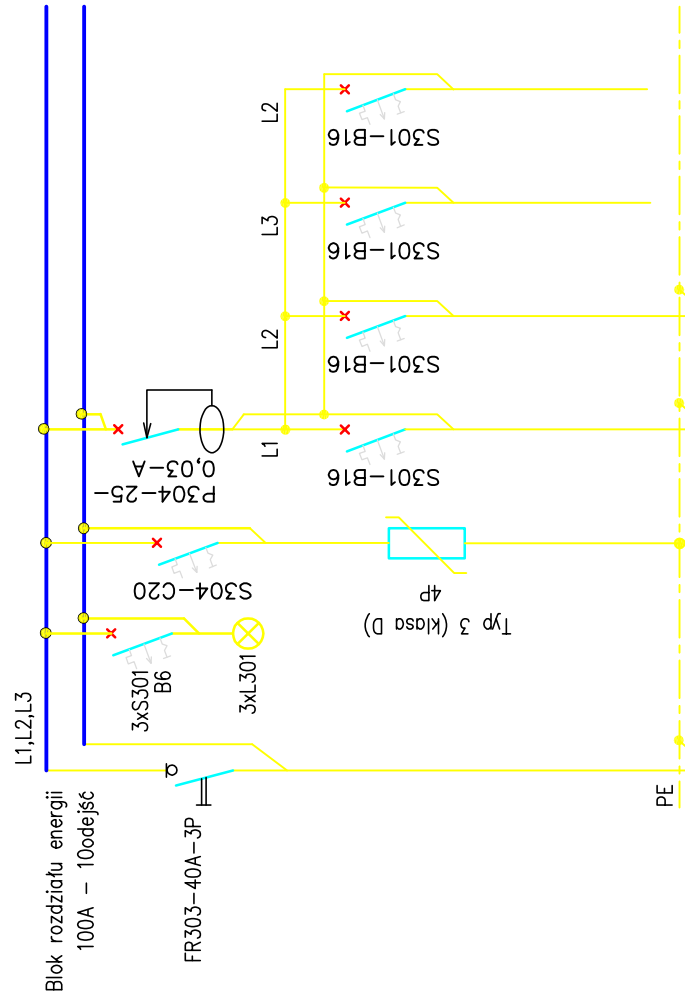 L1,L2,L3
Blok rozdziału energii
100A – 10odejść
FR303–40A–3P
3xS301
B6
3xL301
S304–C20
Typ 3 (klasa D)
4P
P304–25–
0,03–A
L1
S301–B16
L2
S301–B16
L3
S301–B16
L2
S301–B16
PE